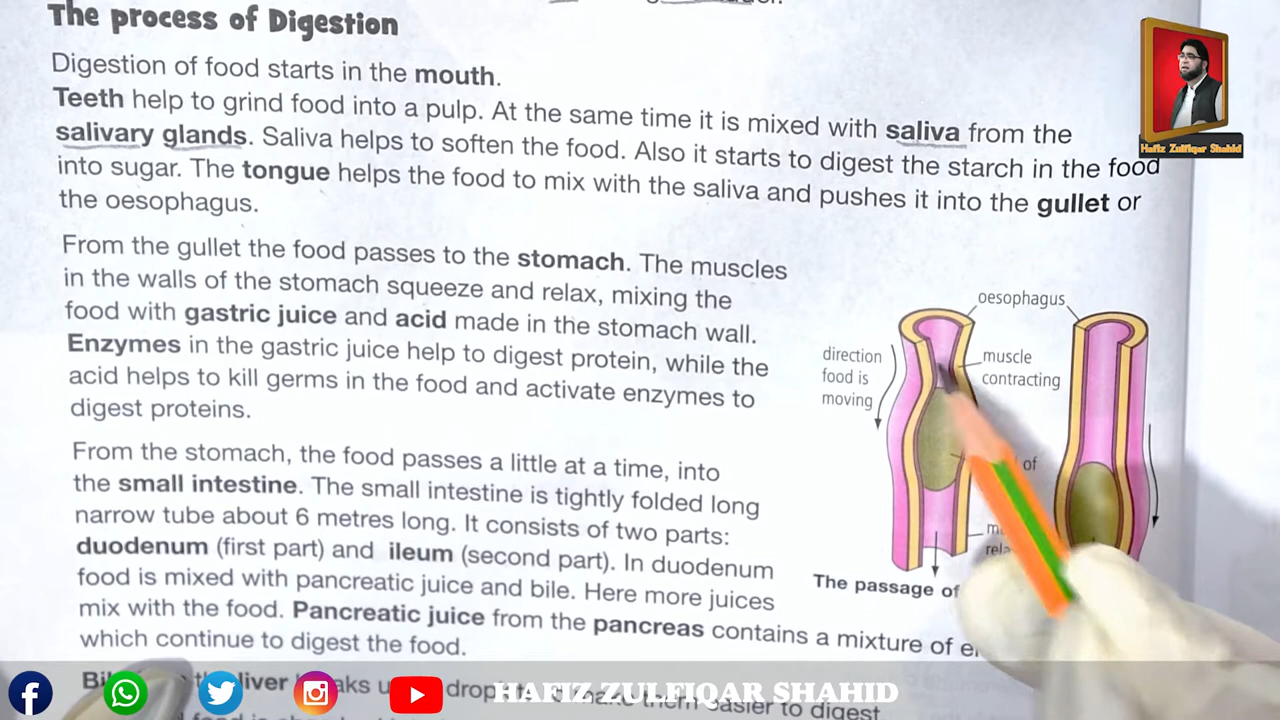 The process of Digestion
Digestion of food starts in the mouth.
Teeth help to grind food into a pulp. At the same time it is mixed with saliva from the
salivary glands. Saliva helps to soften the food. Also it starts to digest the starch in the food
into sugar. The tongue helps the food to mix with the saliva and pushes it into the gullet or
the oesophagus.
From the gullet the food passes to the stomach. The muscles
in the walls of the stomach squeeze and relax, mixing the
food with gastric juice and acid made in the stomach wall.
Enzymes in the gastric juice help to digest protein, while the
acid helps to kill germs in the food and activate enzymes to
digest proteins.
From the stomach, the food passes a little at a time, into
the small intestine. The small intestine is tightly folded long
narrow tube about 6 metres long. It consists of two parts:
duodenum (first part) and ileum (second part). In duodenum
food is mixed with pancreatic juice and bile. Here more juices
mix with the food. Pancreatic juice from the pancreas contains a mixture of
which continue to digest the food.
liver to make them easier to digest
oesophagus
direction
food is
moving
muscle
contracting
of
The passage of
Hafiz Zulfiqar Shahid
HAFIZ ZULFIQAR SHAHID